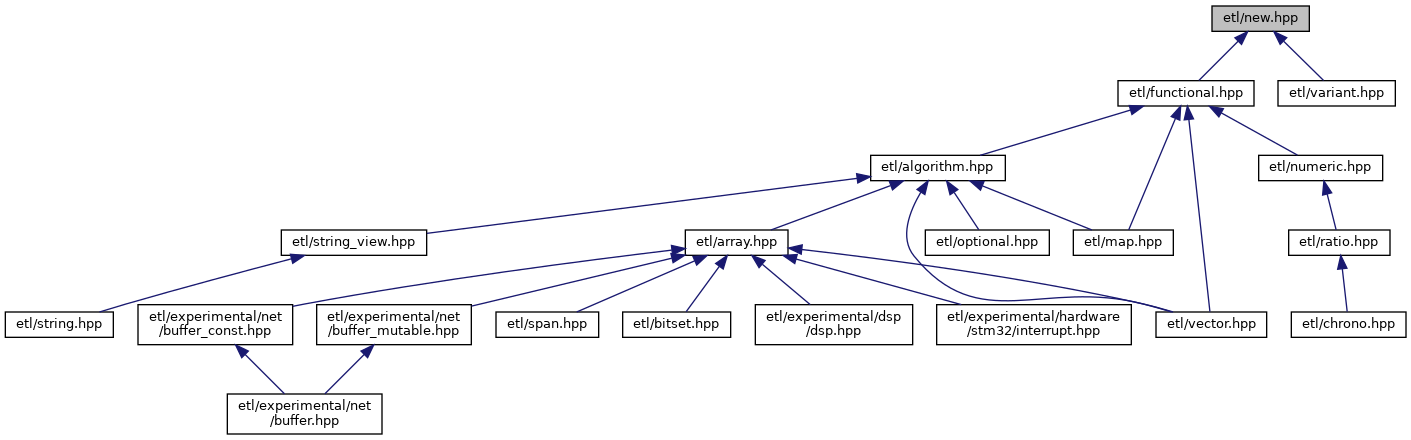 etl/new.hpp
etl/functional.hpp
etl/variant.hpp
etl/algorithm.hpp
etl/numeric.hpp
etl/string_view.hpp
etl/array.hpp
etl/optional.hpp
etl/map.hpp
etl/ratio.hpp
etl/string.hpp
etl/experimental/net
/buffer_const.hpp
etl/experimental/net
/buffer_mutable.hpp
etl/span.hpp
etl/bitset.hpp
etl/experimental/dsp
/dsp.hpp
etl/experimental/hardware
/stm32/interrupt.hpp
etl/vector.hpp
etl/chrono.hpp
etl/experimental/net
/buffer.hpp